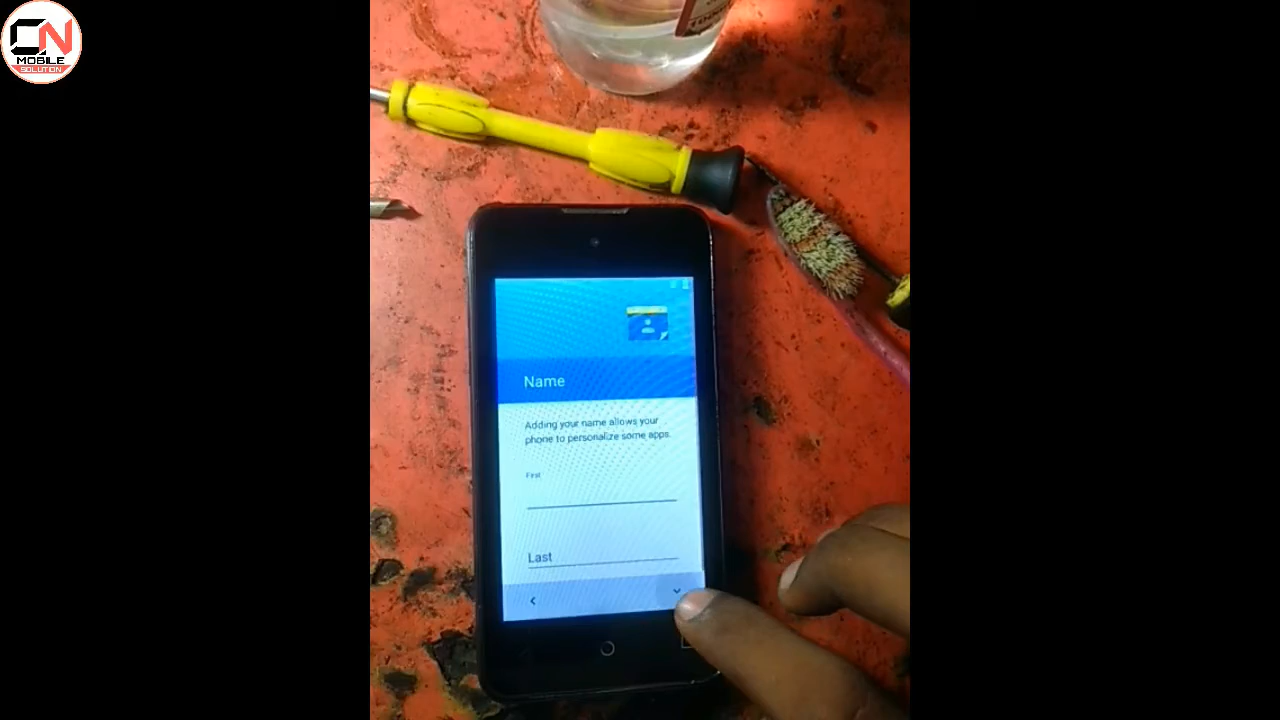 CN
MOBILE
SOLUTION
Name
Adding your name allows your
phone to personalize some apps.
First
Last